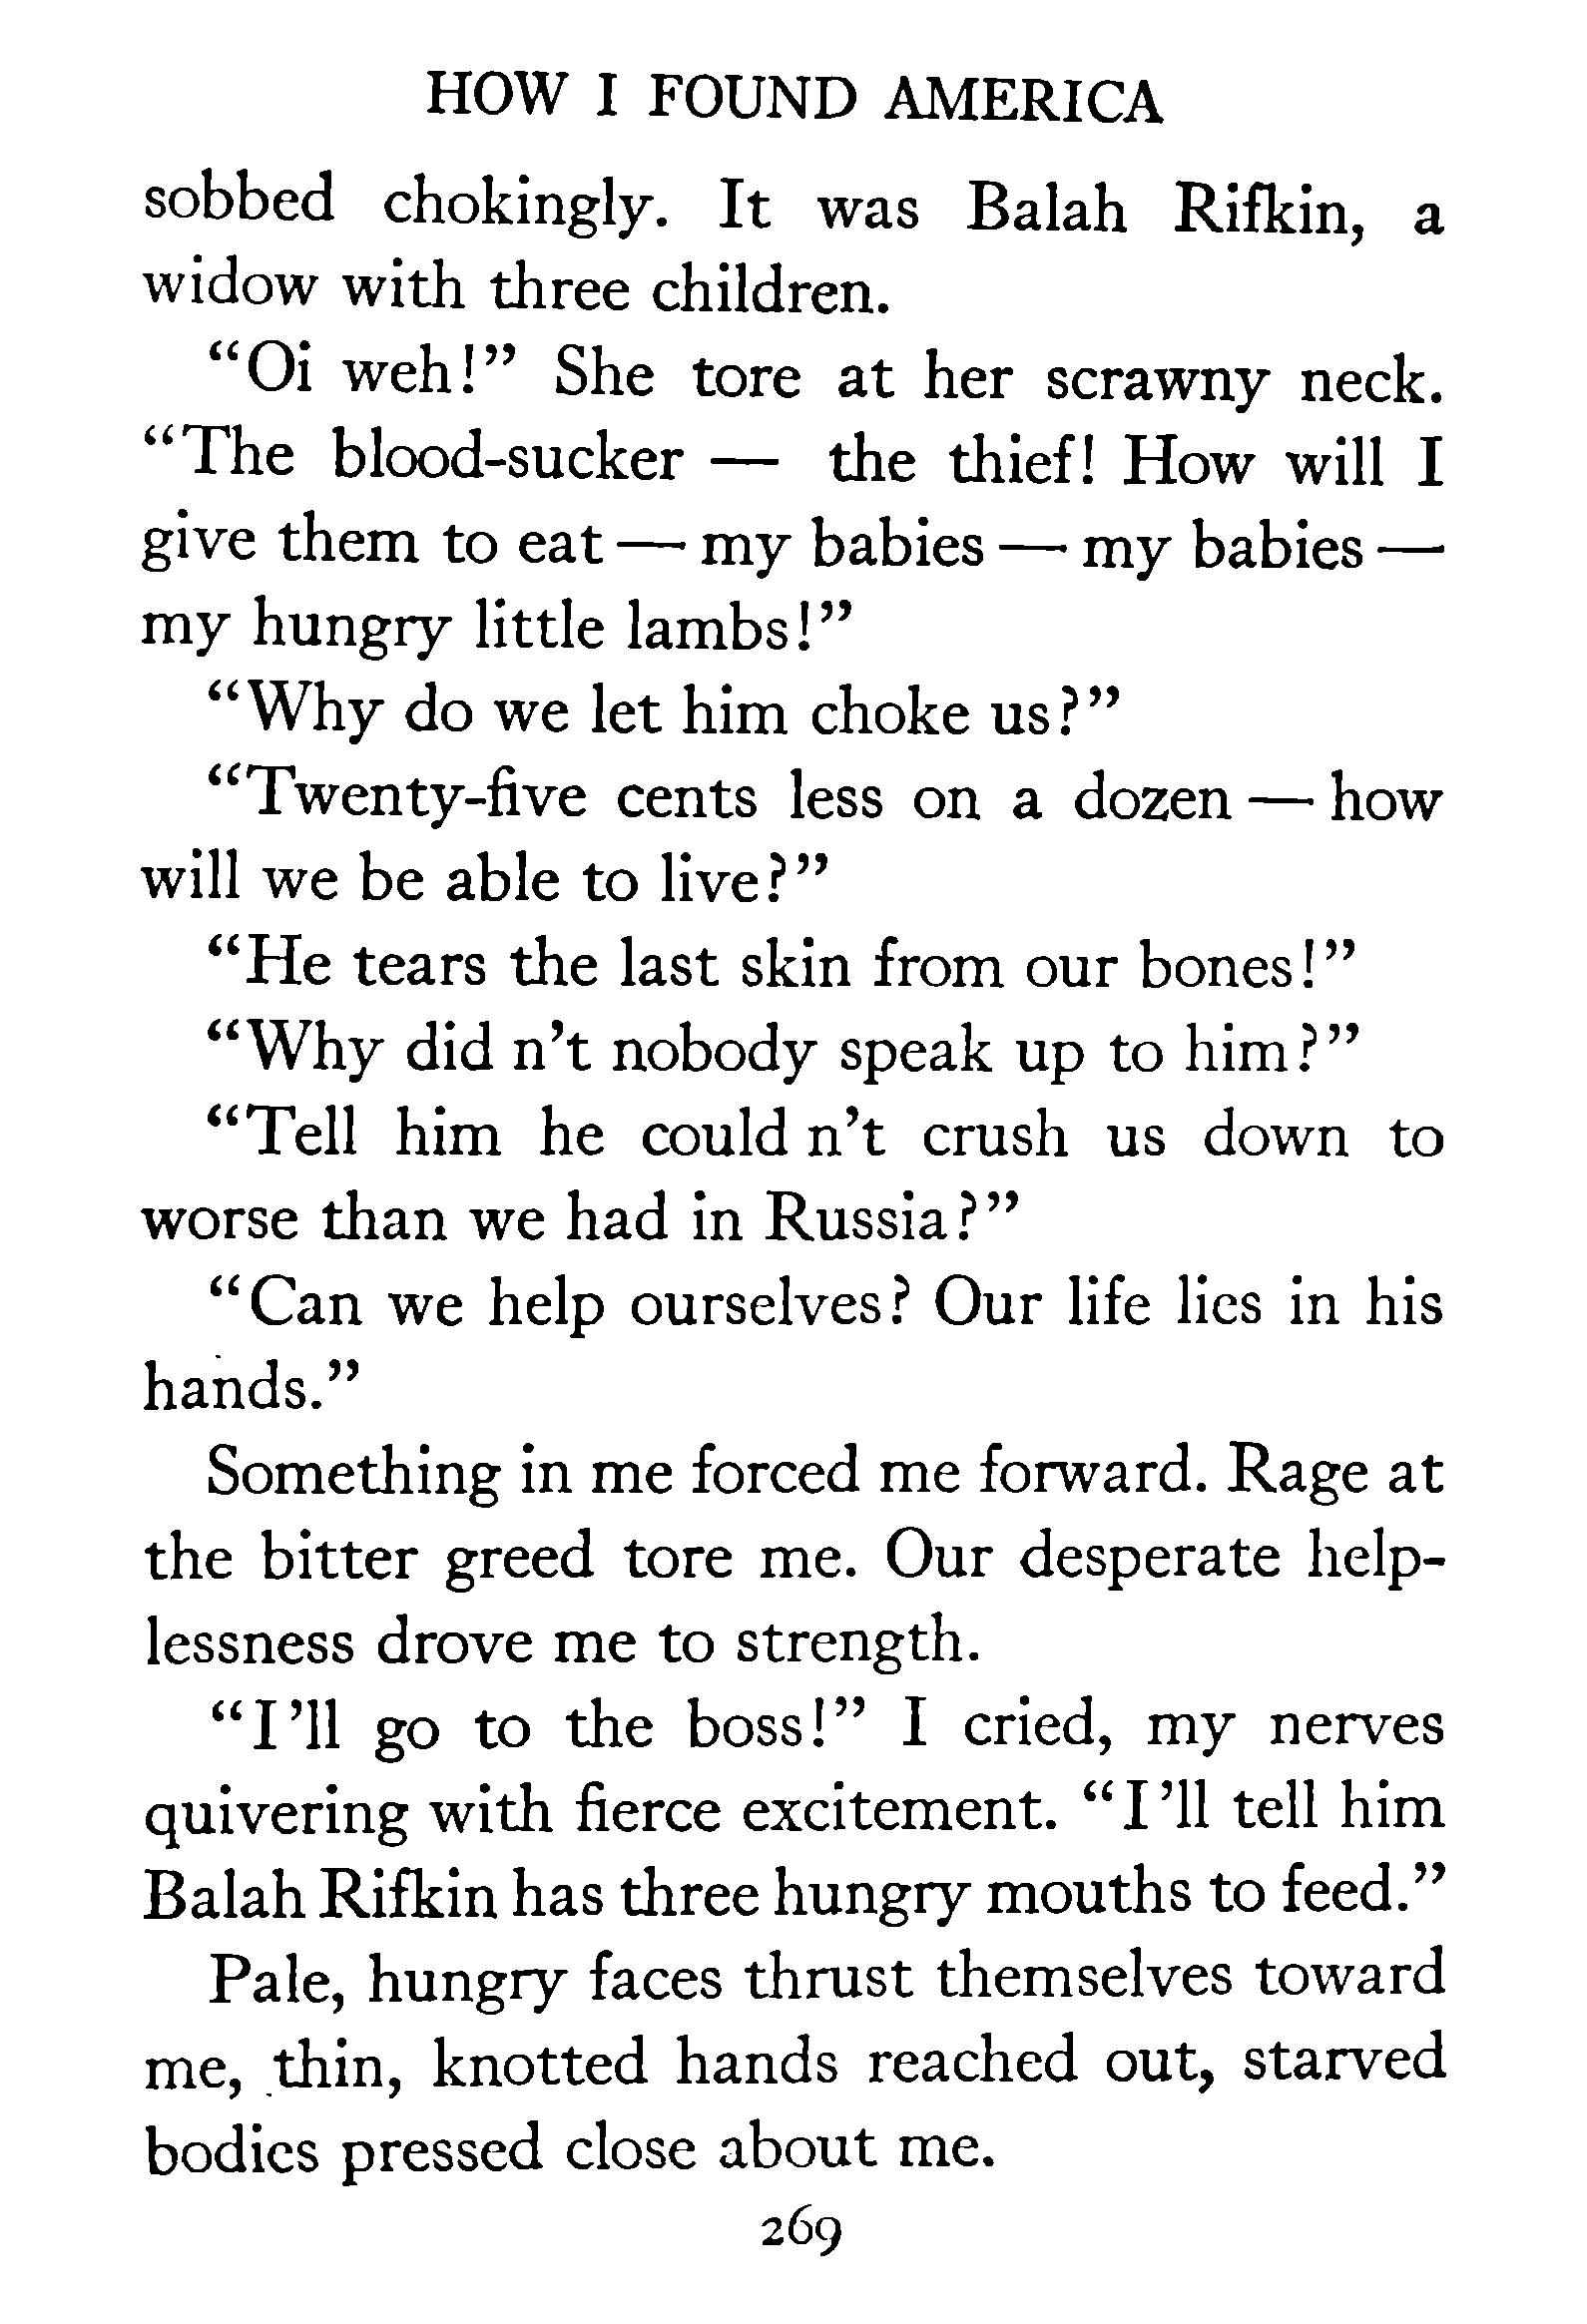 HOW I FOUND AMERICA
sobbed chokingly. It was Balah Rifkin, a
widow with three children.
“Oi weh!” She tore at her scrawny neck.
“The blood-sucker — the thief! How will I
give them to eat — my babies — my babies —
my hungry little lambs!”
“Why do we let him choke us?”
“Twenty-five cents less on a dozen — how
will we be able to live?”
“He tears the last skin from our bones!”
“Why did n’t nobody speak up to him?”
“Tell him he could n’t crush us down to
worse than we had in Russia?”
“Can we help ourselves? Our life lies in his
hands.”
Something in me forced me forward. Rage at
the bitter greed tore me. Our desperate help-
lessness drove me to strength.
“I ’ll go to the boss!” I cried, my nerves
quivering with fierce excitement. “I ’ll tell him
Balah Rifkin has three hungry mouths to feed.”
Pale, hungry faces thrust themselves toward
me, thin, knotted hands reached out, starved
bodies pressed close about me.
269